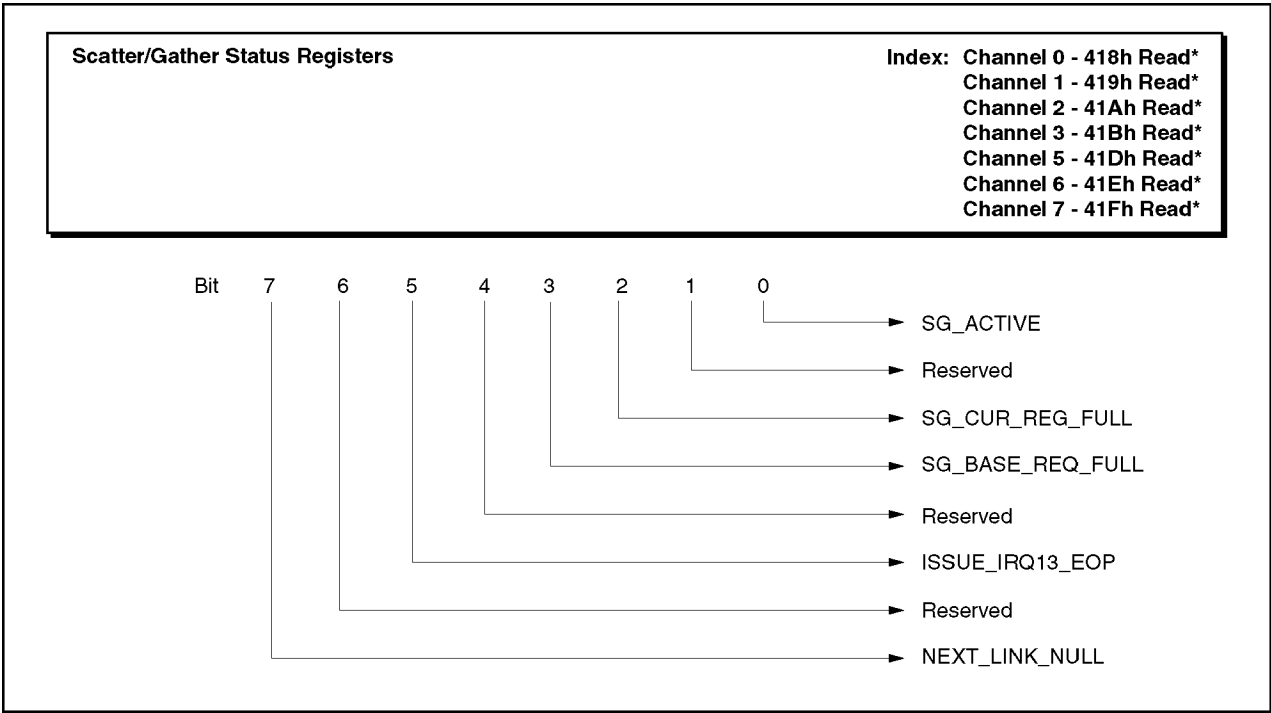 Scatter/Gather Status Registers
Index: Channel 0 - 418h Read*
Channel 1 - 419h Read*
Channel 2 - 41Ah Read*
Channel 3 - 41Bh Read*
Channel 5 - 41Dh Read*
Channel 6 - 41Eh Read*
Channel 7 - 41Fh Read*
Bit 7 6 5 4 3 2 1 0
SG_ACTIVE
Reserved
SG_CUR_REG_FULL
SG_BASE_REQ_FULL
Reserved
ISSUE_IRQ13_EOP
Reserved
NEXT_LINK_NULL